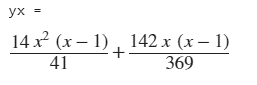 yx =
14 x² (x – 1)/41 + 142 x (x – 1)/369